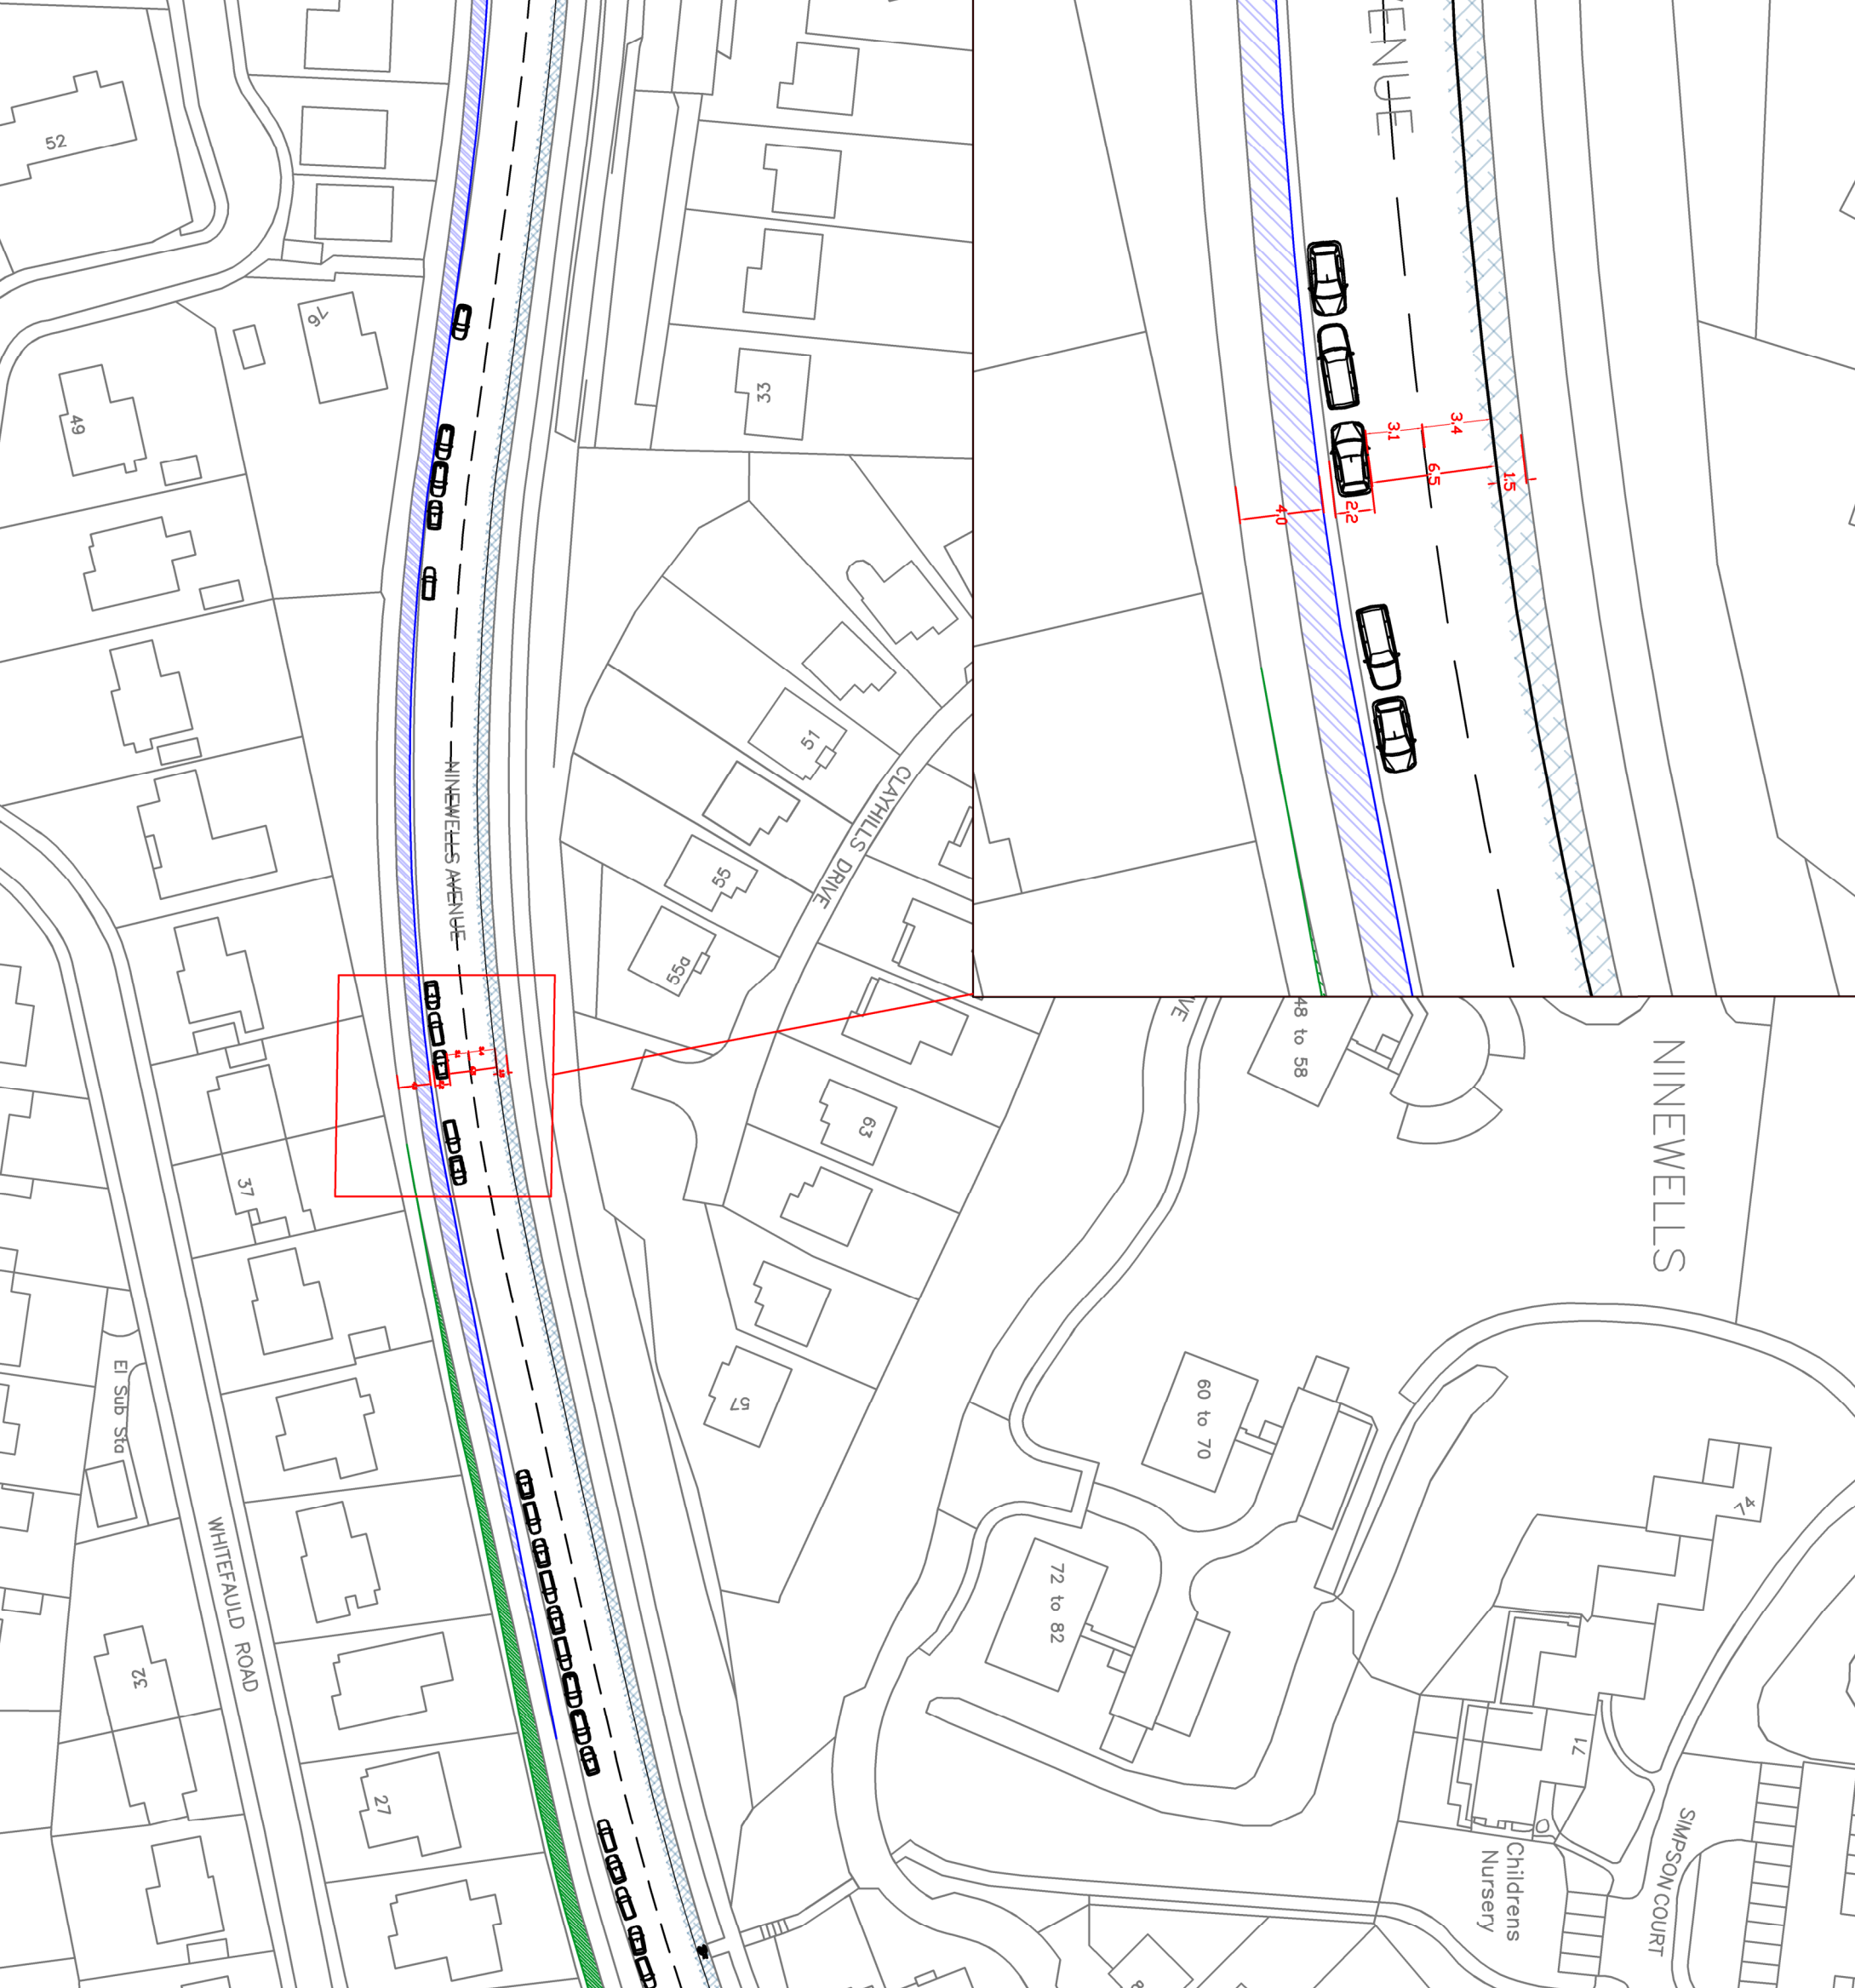 52
76
49
33
ENUE
3,1
3,4
6,5
1,5
2,2
4,0
51
55
55a
CLAYHILLS DRIVE
NINEWELLS AVENUE
VE
48 to 58
NINEWELLS
63
37
57
El Sub Sta
WHITEFAULD ROAD
32
27
60 to 70
72 to 82
74
71
Childrens
Nursery
SIMPSON COURT